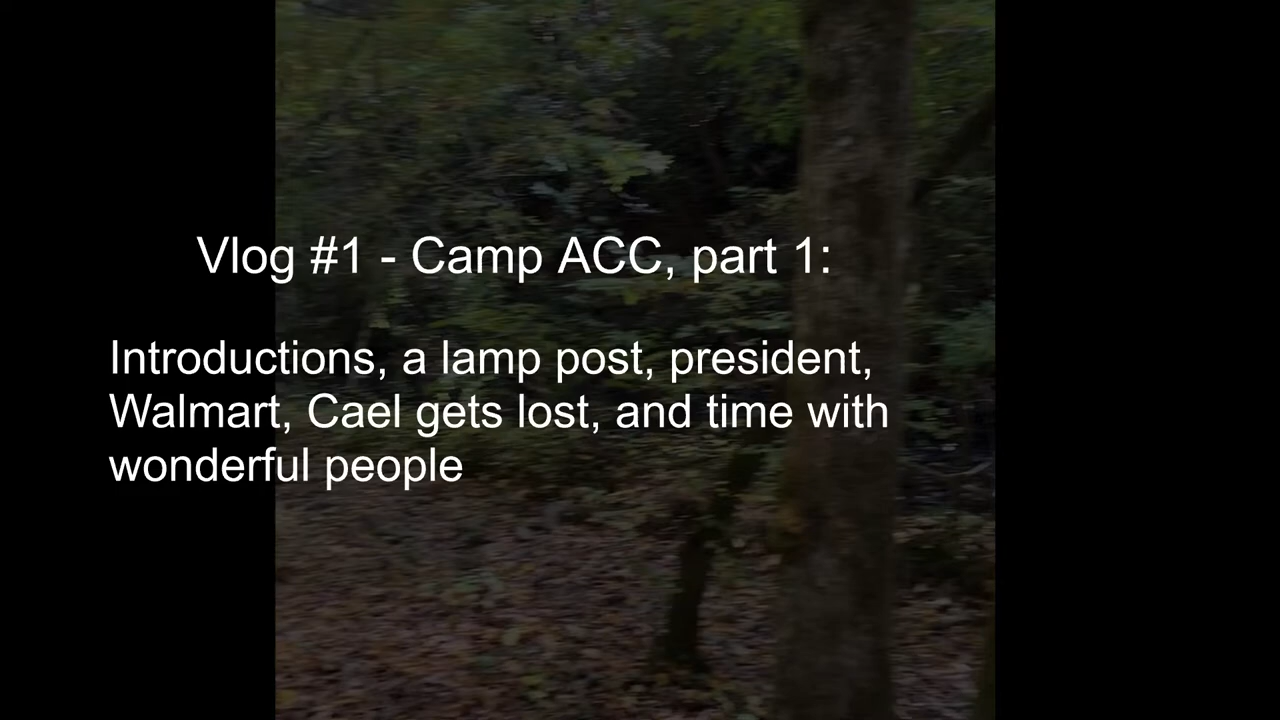 Vlog #1 - Camp ACC, part 1:
Introductions, a lamp post, president,
Walmart, Cael gets lost, and time with
wonderful people